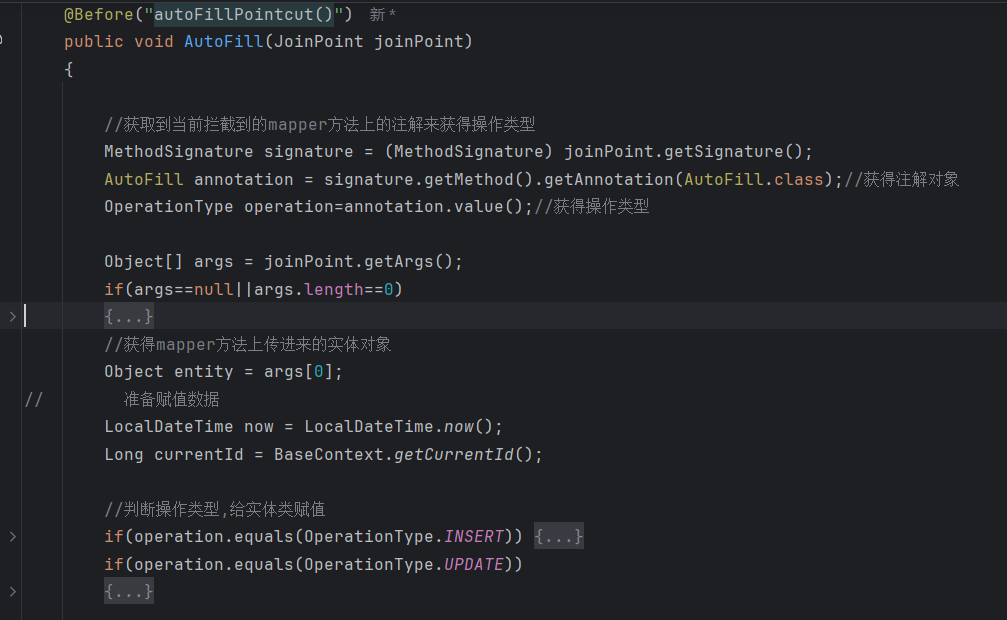 @Before("autoFillPointcut()") 新*
public void AutoFill(JoinPoint joinPoint)
{
//获取到当前拦截到的mapper方法上的注解来获得操作类型
MethodSignature signature = (MethodSignature) joinPoint.getSignature();
AutoFill annotation = signature.getMethod().getAnnotation(AutoFill.class);//获得注解对象
OperationType operation=annotation.value();//获得操作类型
Object[] args = joinPoint.getArgs();
if(args==null||args.length==0)
{...}
//获得mapper方法上传进来的实体对象
Object entity = args[0];
// 准备赋值数据
LocalDateTime now = LocalDateTime.now();
Long currentId = BaseContext.getCurrentId();
//判断操作类型,给实体类赋值
if(operation.equals(OperationType.INSERT)) {...}
if(operation.equals(OperationType.UPDATE))
{...}